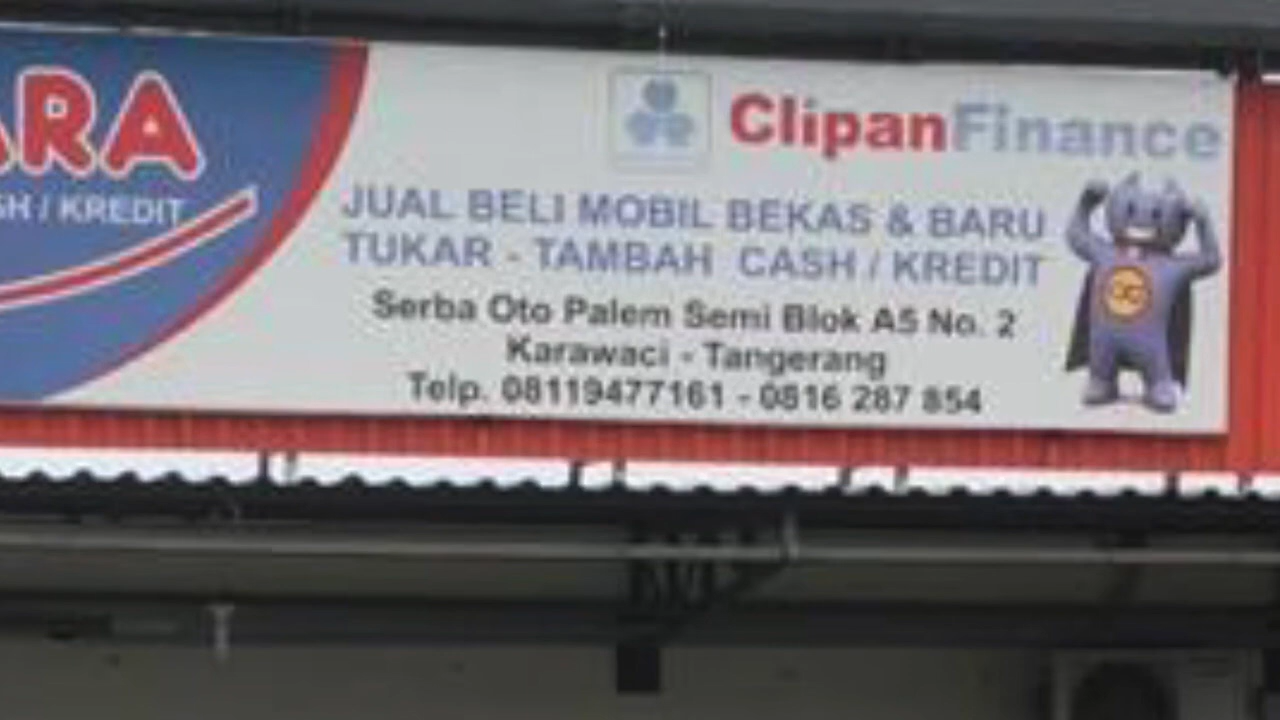 ARA
SH / KREDIT
ClipanFinance
JUAL BELI MOBIL BEKAS & BARU
TUKAR - TAMBAH CASH / KREDIT
Serba Oto Palem Semi Blok A5 No. 2
Karawaci - Tangerang
Telp. 08119477161 - 0816 287 854